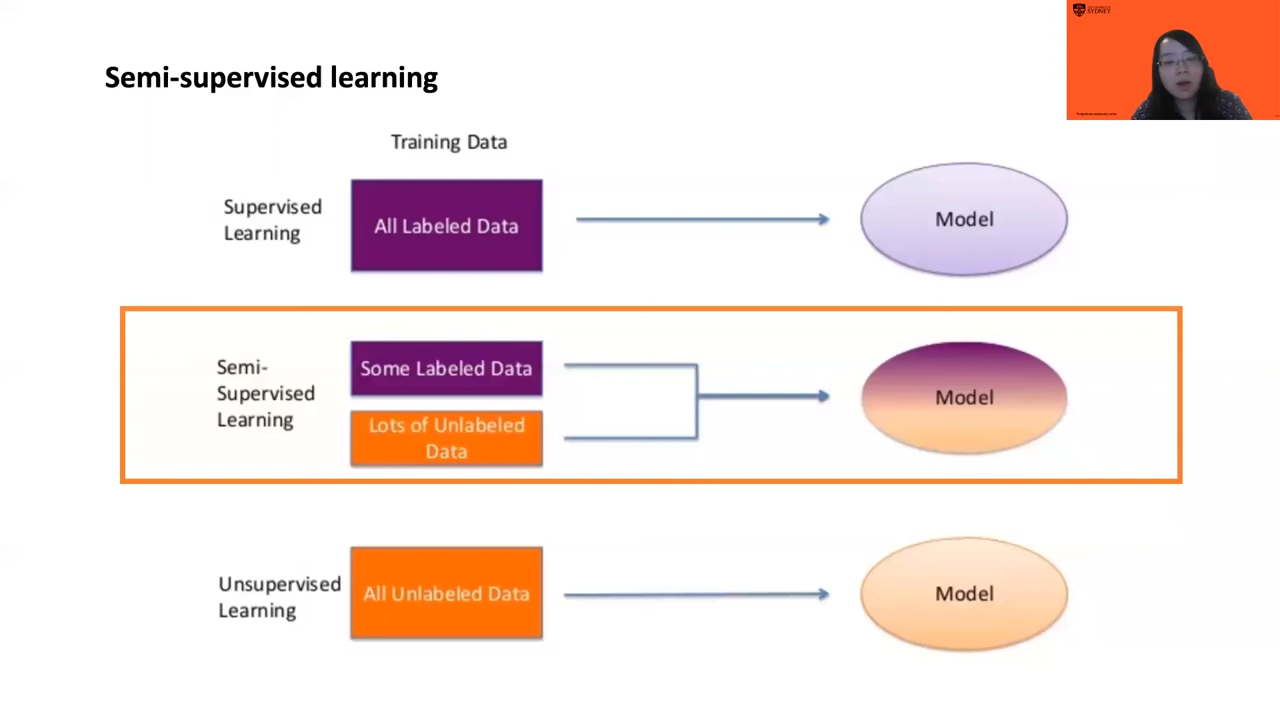 SYDNEY
Semi-supervised learning
Training Data
Supervised
Learning
All Labeled Data
Model
Semi-
Supervised
Learning
Some Labeled Data
Lots of Unlabeled
Data
Model
Unsupervised
Learning
All Unlabeled Data
Model